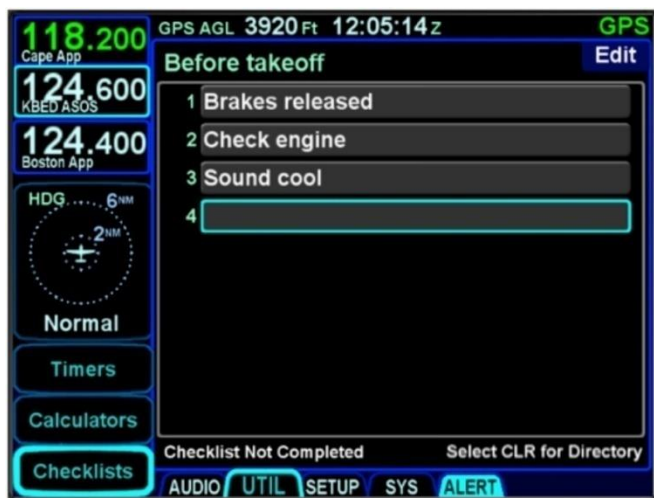 118.200
Cape App
124.600
KBED ASOS
124.400
Boston App
HDG 6NM
2NM
Normal
Timers
Calculators
Checklists
GPS AGL 3920 Ft 12:05:14 Z GPS
Before takeoff Edit
1 Brakes released
2 Check engine
3 Sound cool
4
Checklist Not Completed Select CLR for Directory
AUDIO UTIL SETUP SYS ALERT